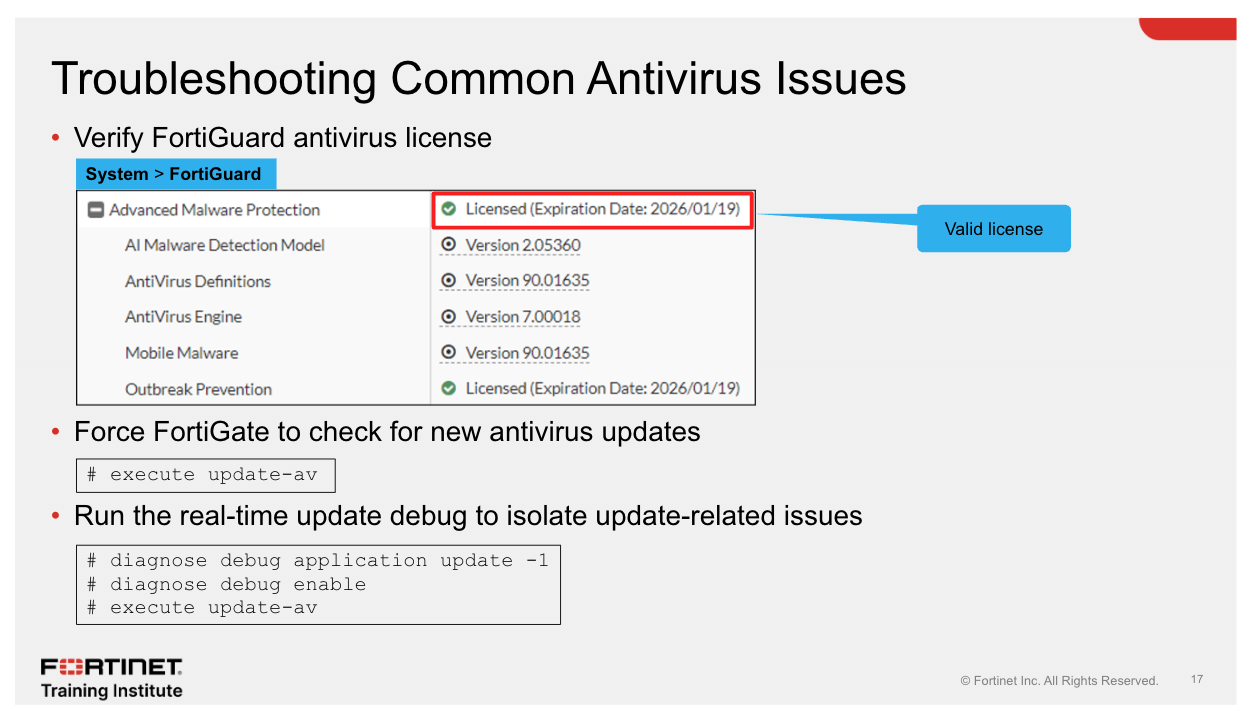 Troubleshooting Common Antivirus Issues
• Verify FortiGuard antivirus license
System > FortiGuard
Advanced Malware Protection Licensed (Expiration Date: 2026/01/19)
Valid license
AI Malware Detection Model Version 2.05360
AntiVirus Definitions Version 90.01635
AntiVirus Engine Version 7.00018
Mobile Malware Version 90.01635
Outbreak Prevention Licensed (Expiration Date: 2026/01/19)
• Force FortiGate to check for new antivirus updates
# execute update-av
• Run the real-time update debug to isolate update-related issues
# diagnose debug application update -1
# diagnose debug enable
# execute update-av
FORTINET
Training Institute
© Fortinet Inc. All Rights Reserved. 17